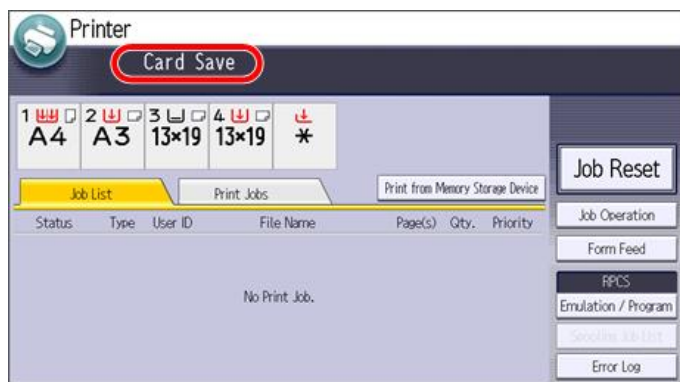 Printer
Card Save
1 2 3 4
A4 A3 13×19 13×19 *
Job List Print Jobs Print from Memory Storage Device
Status Type User ID File Name Page(s) Qty. Priority
No Print Job.
Job Reset
Job Operation
Form Feed
RPCS
Emulation / Program
Spooling Job List
Error Log